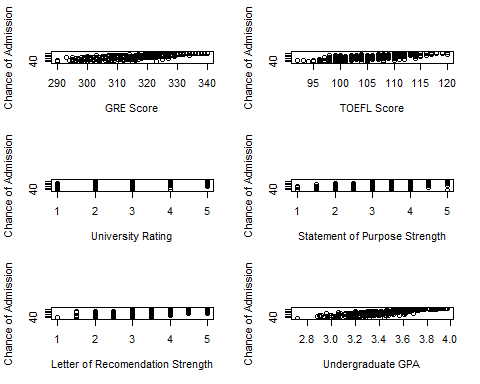 Chance of Admission
40
290 300 310 320 330 340
GRE Score
Chance of Admission
40
95 100 105 110 115 120
TOEFL Score
Chance of Admission
40
1 2 3 4 5
University Rating
Chance of Admission
40
1 2 3 4 5
Statement of Purpose Strength
Chance of Admission
40
1 2 3 4 5
Letter of Recomendation Strength
Chance of Admission
40
2.8 3.0 3.2 3.4 3.6 3.8 4.0
Undergraduate GPA